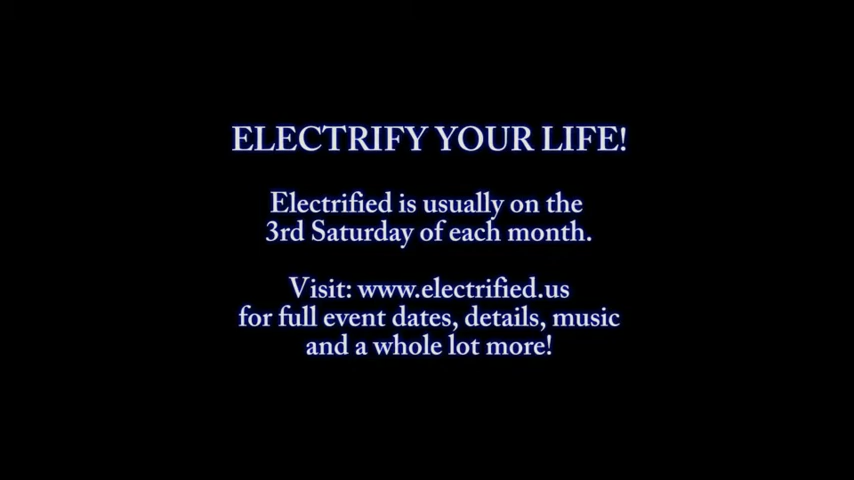 ELECTRIFY YOUR LIFE!
Electrified is usually on the
3rd Saturday of each month.
Visit: www.electrified.us
for full event dates, details, music
and a whole lot more!